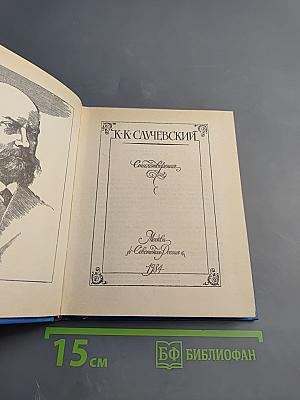 К·К·СЛУЧЕВСКИЙ
Стихотворения
Москва
«Советская Россия»
1984
15 см
БФ БИБЛИОФАН